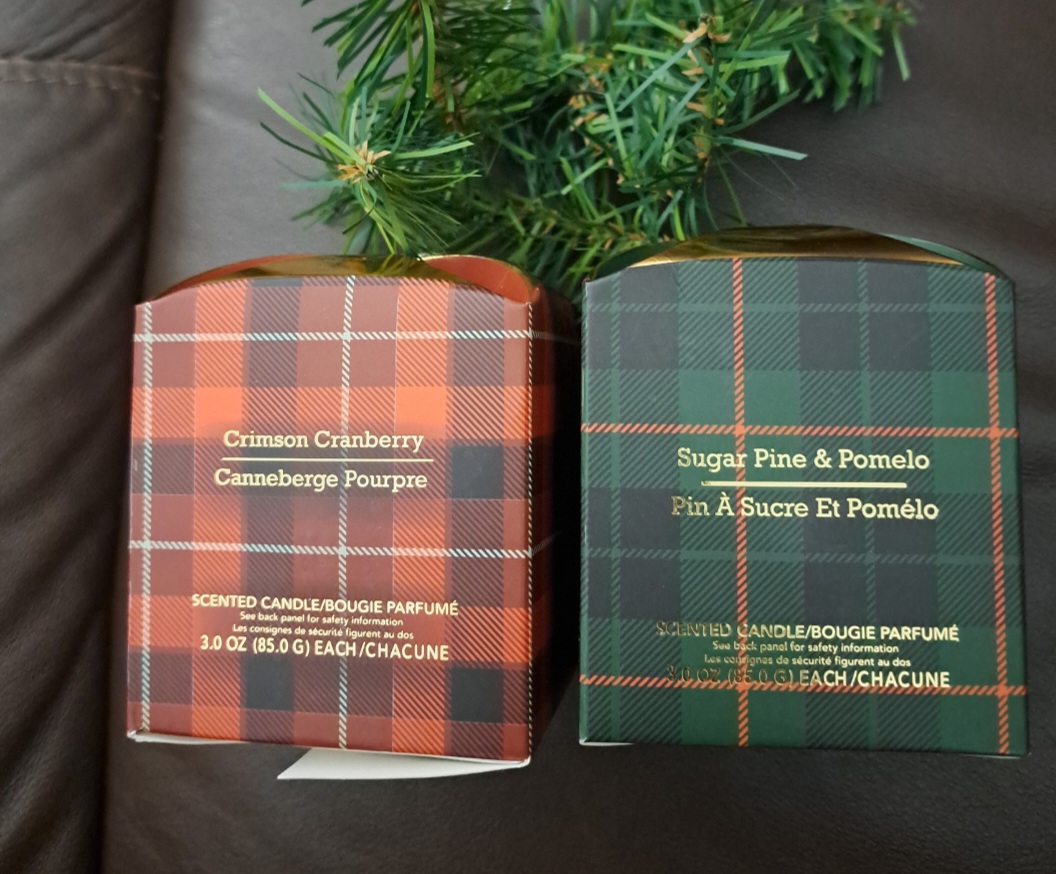 Crimson Cranberry
Canneberge Pourpre
SCENTED CANDLE/BOUGIE PARFUMÉ
See back panel for safety information
Les consignes de sécurité figurent au dos
3.0 OZ (85.0 G) EACH/CHACUNE
Sugar Pine & Pomelo
Pin À Sucre Et Pomélo
SCENTED CANDLE/BOUGIE PARFUMÉ
See back panel for safety information
Les consignes de sécurité figurent au dos
3.0 OZ (85.0 G) EACH/CHACUNE